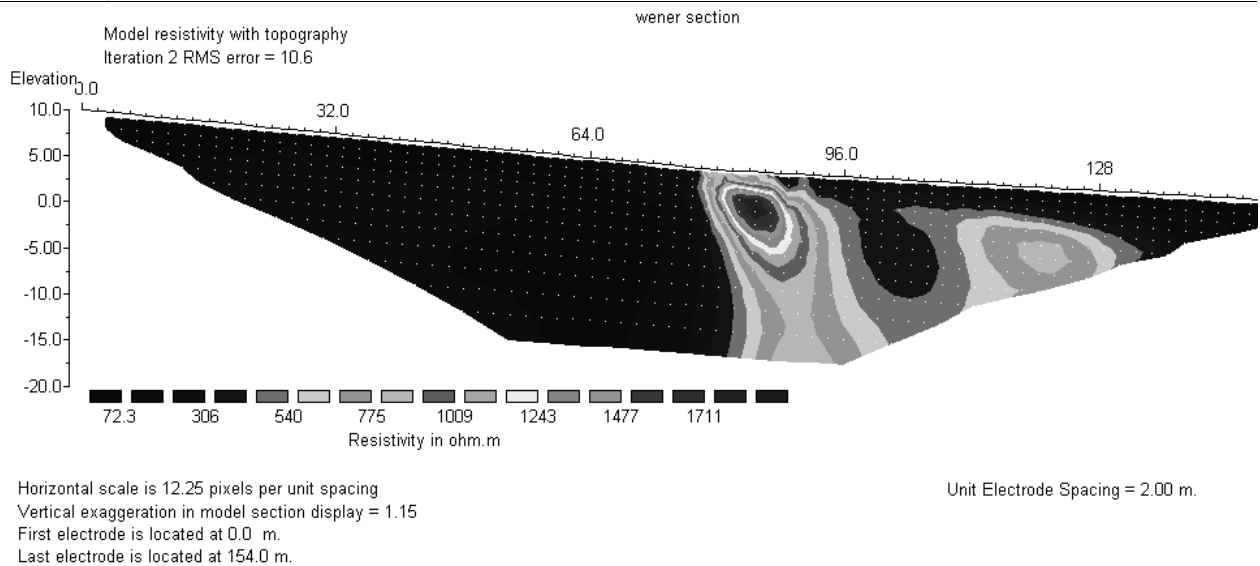 wener section
Model resistivity with topography
Iteration 2 RMS error = 10.6
Elevation
0.0
32.0
64.0
96.0
128
10.0
5.00
0.0
-5.00
-10.0
-15.0
-20.0
72.3 306 540 775 1009 1243 1477 1711
Resistivity in ohm.m
Horizontal scale is 12.25 pixels per unit spacing
Vertical exaggeration in model section display = 1.15
First electrode is located at 0.0 m.
Last electrode is located at 154.0 m.
Unit Electrode Spacing = 2.00 m.